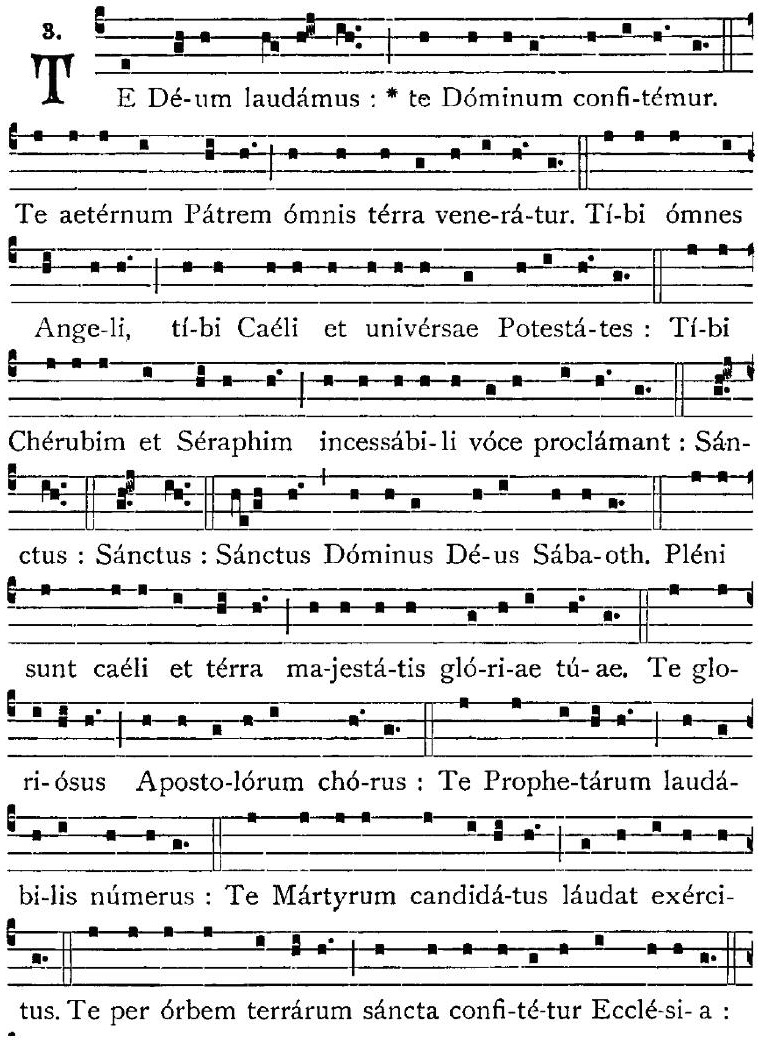 3.
TE Dé-um laudámus : * te Dóminum confi-témur.
Te aetérnum Pátrem ómnis térra vene-rá-tur. Tí-bi ómnes
Ange-li, tí-bi Caéli et univérsae Potestá-tes : Tí-bi
Chérubim et Séraphim incessábi-li vóce proclámant : Sán-
ctus : Sánctus : Sánctus Dóminus Dé-us Sába-oth. Pléni
sunt caéli et térra ma-jestá-tis gló-ri-ae tú-ae. Te glo-
ri-ósus Aposto-lórum chó-rus : Te Prophe-tárum laudá-
bi-lis númerus : Te Mártyrum candidá-tus láudat exérci-
tus. Te per órbem terrárum sáncta confi-té-tur Ecclé-si-a :